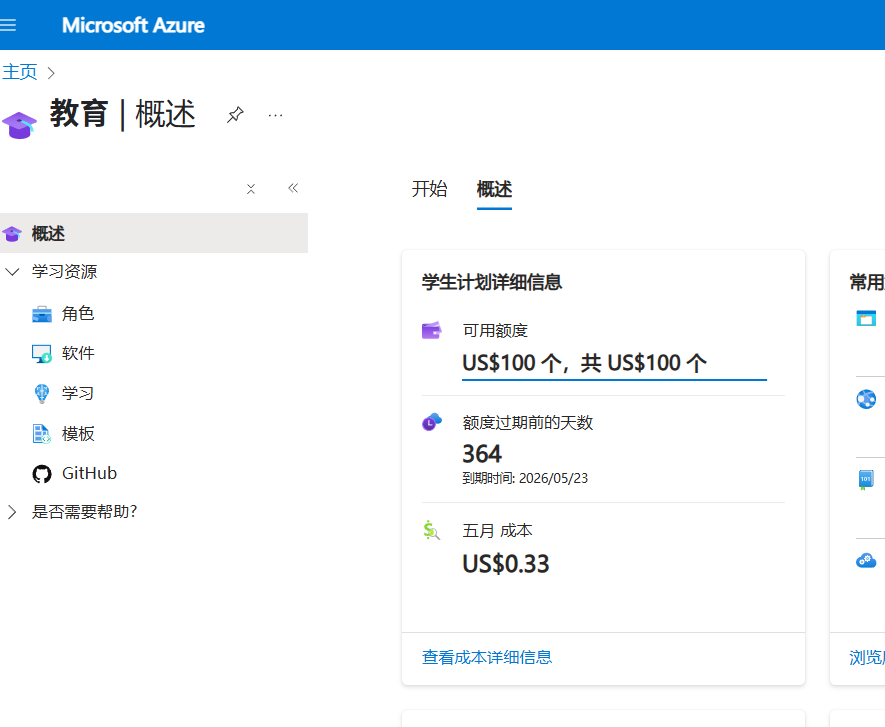 Microsoft Azure
主页
教育 | 概述
...
概述
学习资源
角色
软件
学习
模板
GitHub
是否需要帮助?
开始 概述
学生计划详细信息
可用额度
US$100 个，共 US$100 个
额度过期前的天数
364
到期时间: 2026/05/23
五月 成本
US$0.33
查看成本详细信息
常用
浏览